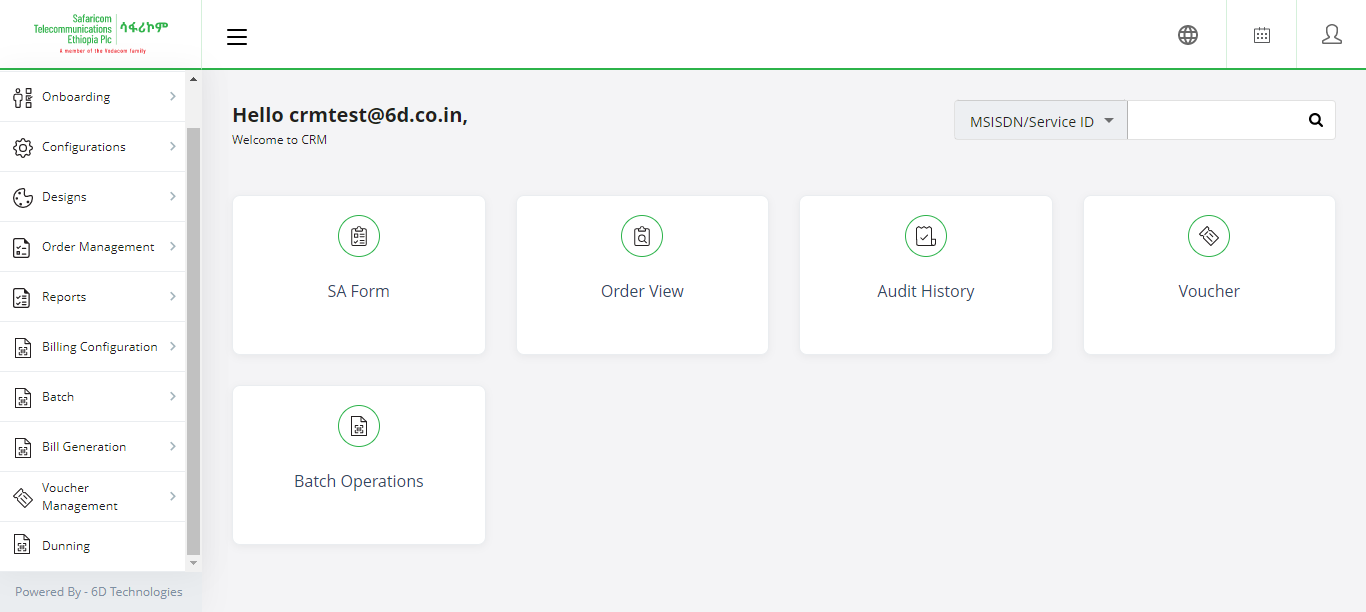 Safaricom
Telecommunications
Ethiopia Plc
ሳፋሪኮም
A member of the Vodacom family
Onboarding
Configurations
Designs
Order Management
Reports
Billing Configuration
Batch
Bill Generation
Voucher
Management
Dunning
Powered By - 6D Technologies
Hello crmtest@6d.co.in,
Welcome to CRM
MSISDN/Service ID
SA Form
Order View
Audit History
Voucher
Batch Operations